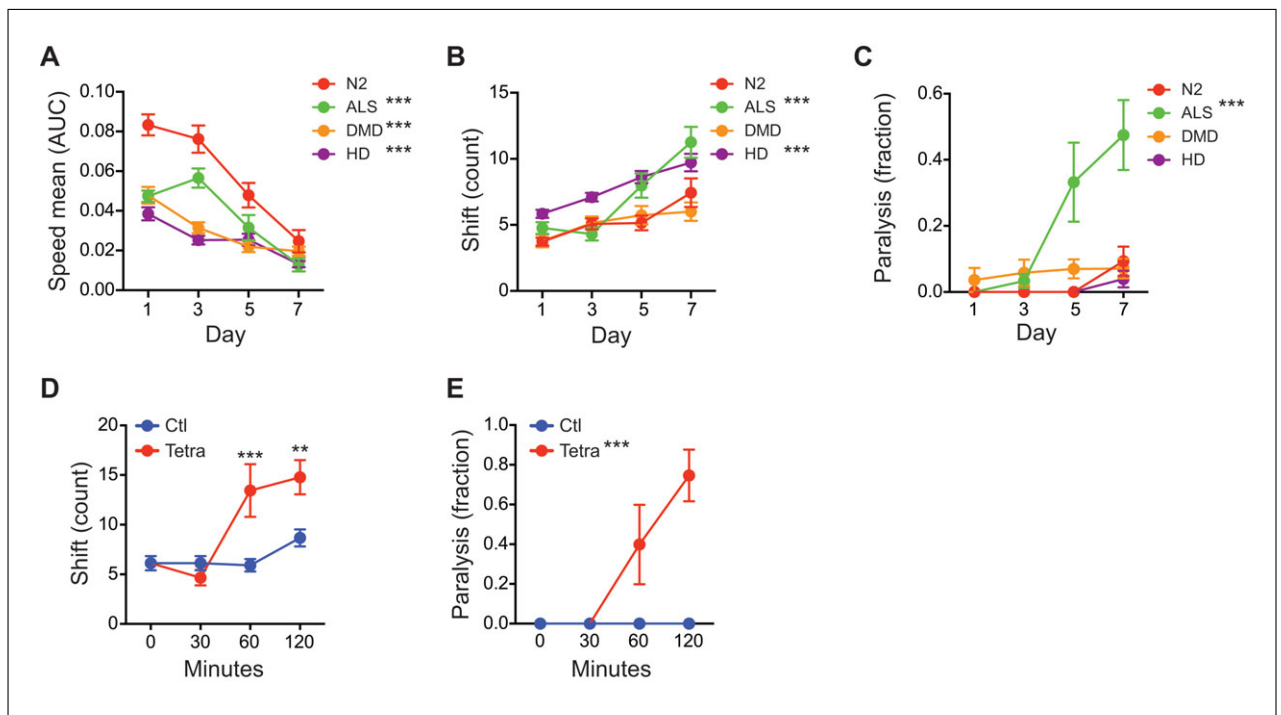 A
Speed mean (AUC)
0.10
0.08
0.06
0.04
0.02
0.00
1 3 5 7
Day
N2
ALS ***
DMD ***
HD ***
B
Shift (count)
15
10
5
0
1 3 5 7
Day
N2
ALS ***
DMD
HD ***
C
Paralysis (fraction)
0.6
0.4
0.2
0.0
1 3 5 7
Day
N2
ALS ***
DMD
HD
D
Shift (count)
20
15
10
5
0
0 30 60 120
Minutes
Ctl
Tetra
*** **
E
Paralysis (fraction)
1.0
0.8
0.6
0.4
0.2
0.0
0 30 60 120
Minutes
Ctl
Tetra ***